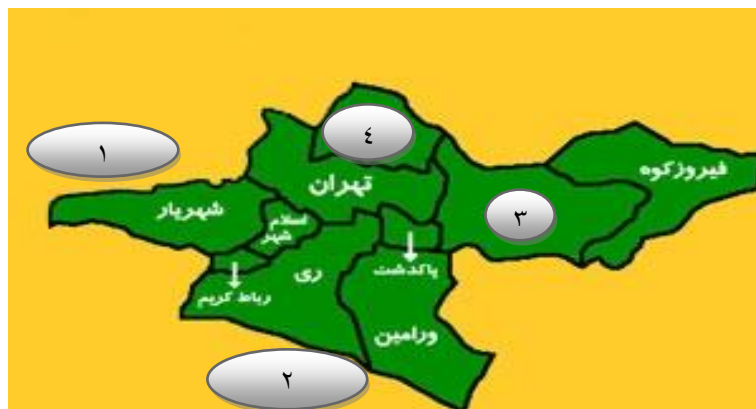 ٤
١
فیروزکوه
تهران
شهریار
٣
اسلام
شهر
ری
پاکدشت
رباط کریم
ورامین
٢